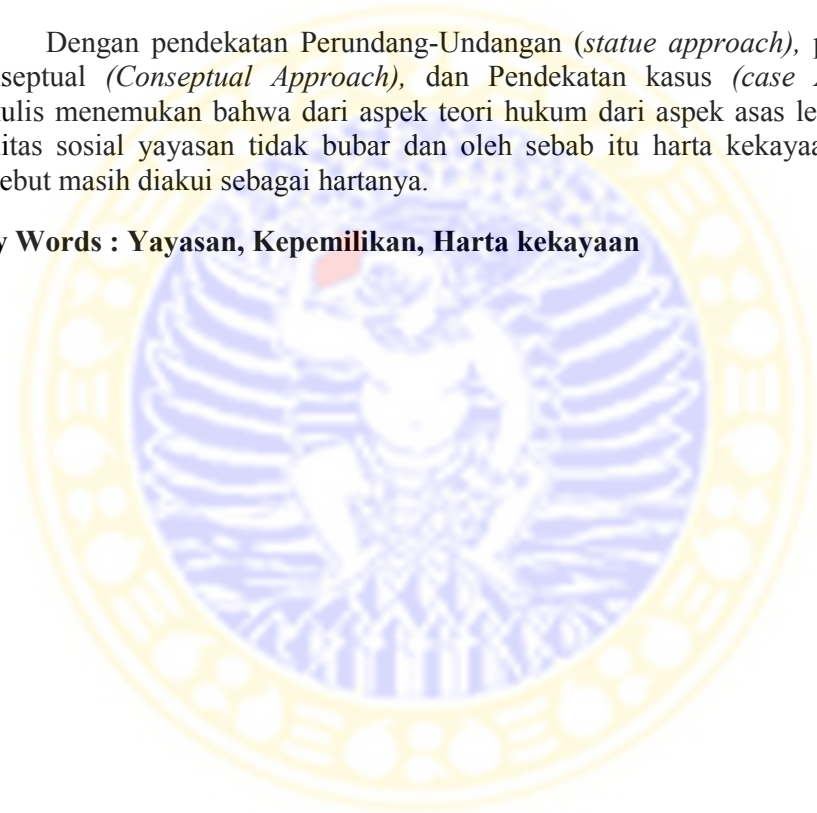 Dengan pendekatan Perundang-Undangan (statue approach),
nseptual (Conseptual Approach), dan Pendekatan kasus (case
ulis menemukan bahwa dari aspek teori hukum dari aspek asas le
itas sosial yayasan tidak bubar dan oleh sebab itu harta kekayaa
sebut masih diakui sebagai hartanya.
y Words : Yayasan, Kepemilikan, Harta kekayaan